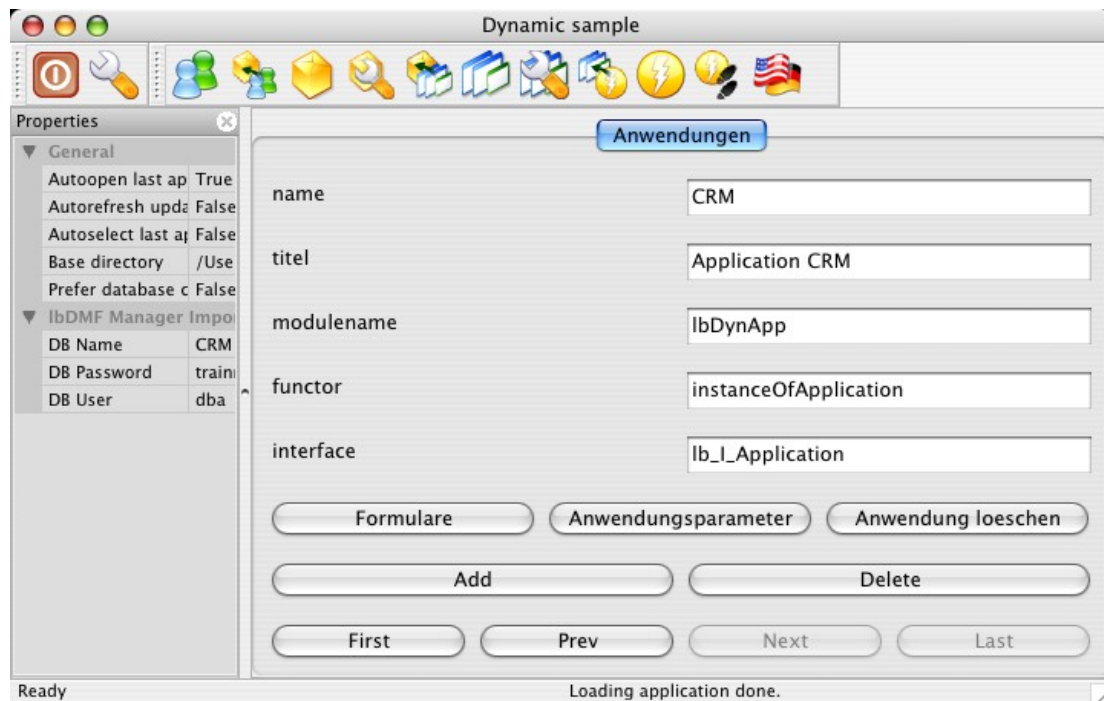 Dynamic sample
Properties
General
Autoopen last ap True
Autorefresh upda False
Autoselect last ap False
Base directory /Use
Prefer database c False
lbDMF Manager Impo
DB Name CRM
DB Password train
DB User dba
Anwendungen
name CRM
titel Application CRM
modulename lbDynApp
functor instanceOfApplication
interface lb_I_Application
Formulare Anwendungsparameter Anwendung loeschen
Add Delete
First Prev Next Last
Ready Loading application done.